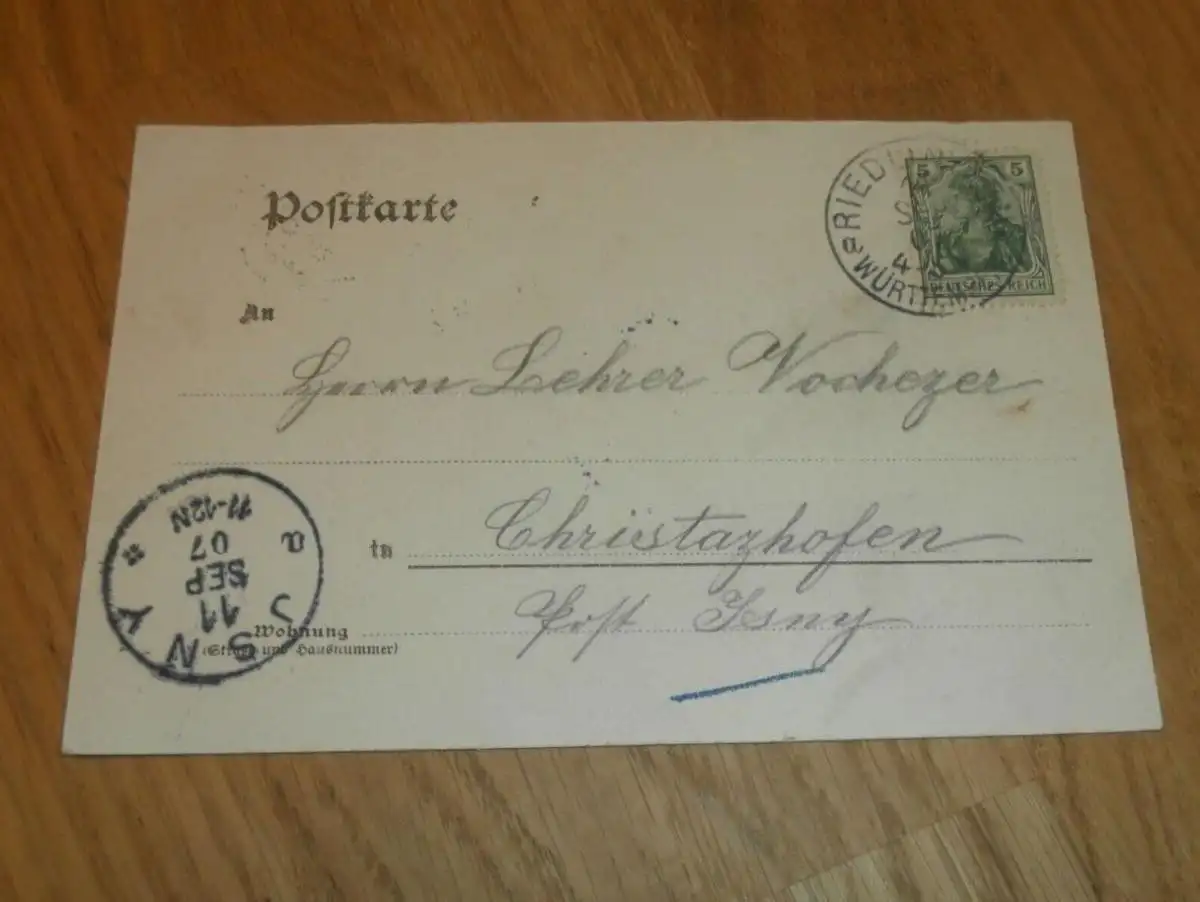 Postkarte
5 5
DEUTSCHES REICH
a RIED
WÜRTTEM
An
Herrn Lehrer Vochezer
in Christazhofen
Post Isny
Wohnung
(Straße und Hausnummer)
a ISNY *
11
SEP
07
11-12N